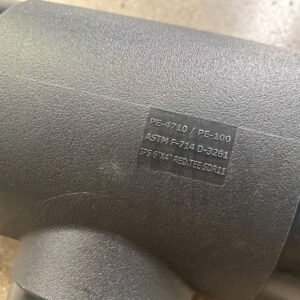 PE-4710 / PE-100
ASTM F-714 D-3261
IPS 6"X4" RED.TEE SDR11